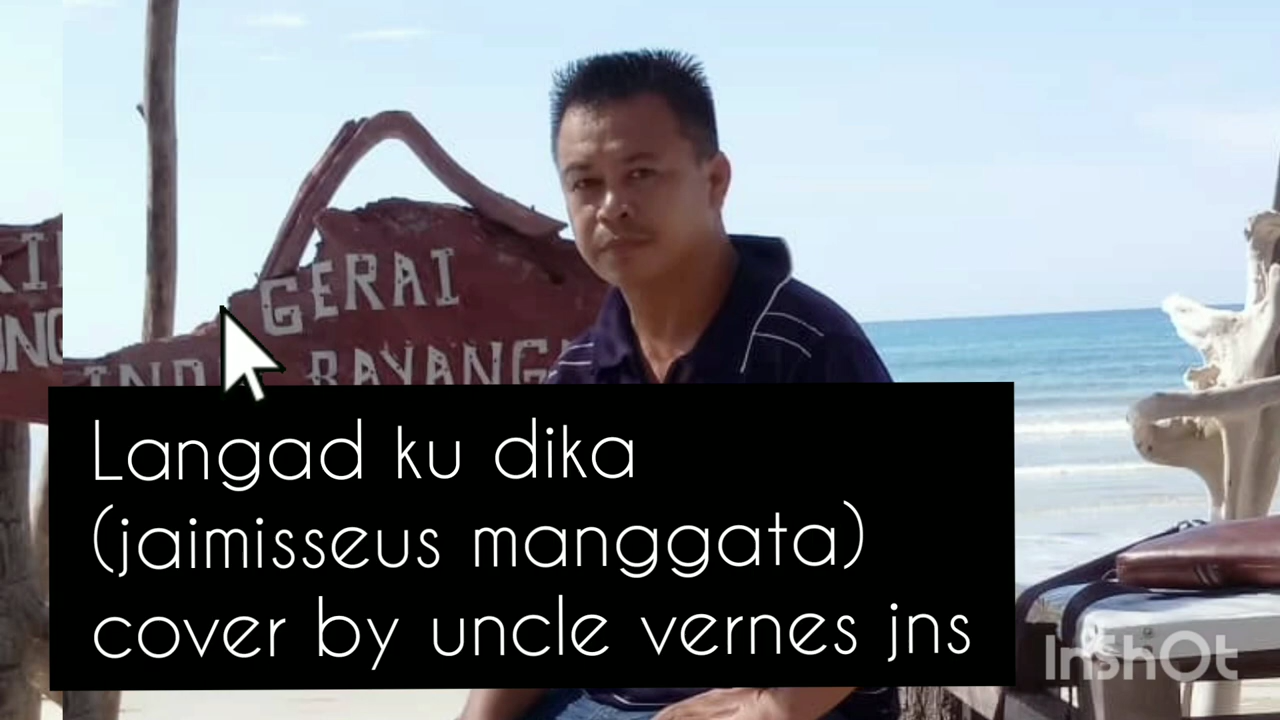 GERAI
Langad ku dika
(jaimisseus manggata)
cover by uncle vernes jns
InShOt